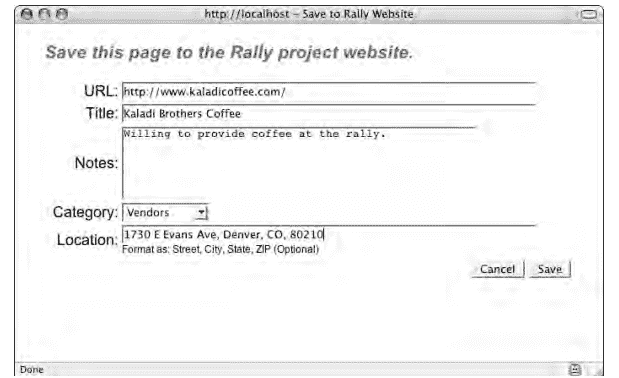 http://localhost – Save to Rally Website
Save this page to the Rally project website.
URL: http://www.kaladicoffee.com/
Title: Kaladi Brothers Coffee
Willing to provide coffee at the rally.
Notes:
Category: Vendors
Location: 1730 E Evans Ave, Denver, CO, 80210
Format as: Street, City, State, ZIP (Optional)
Cancel Save
Done